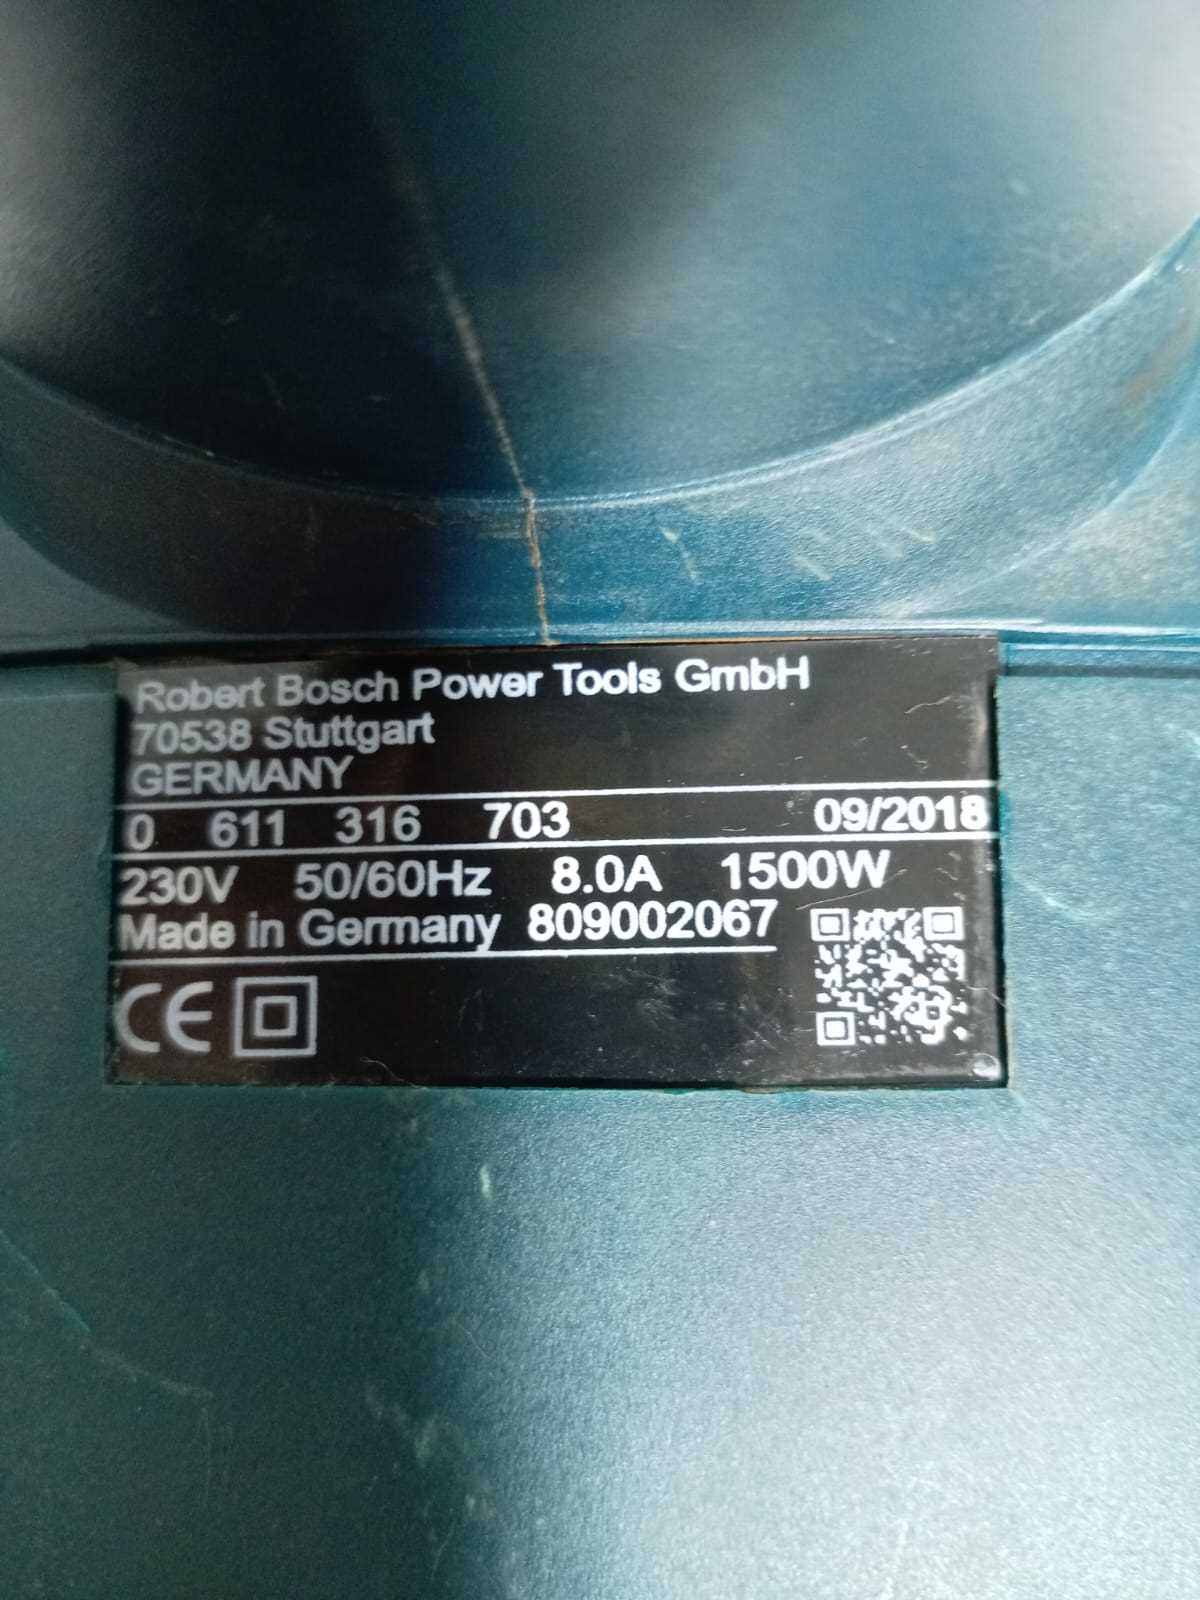 Robert Bosch Power Tools GmbH
70538 Stuttgart
GERMANY
0 611 316 703 09/2018
230V 50/60Hz 8.0A 1500W
Made in Germany 809002067
CE